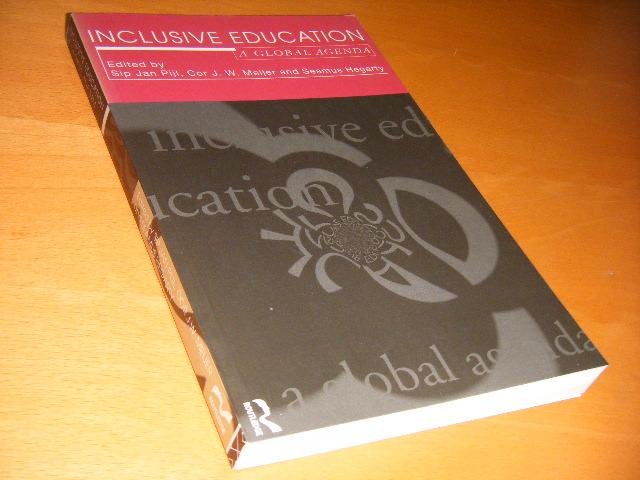 INCLUSIVE EDUCATION
A GLOBAL AGENDA
Edited by
Sip Jan Pijl, Cor J. W. Meijer and Seamus Hegarty
inclusive ed
ucation
a global agenda
ROUTLEDGE